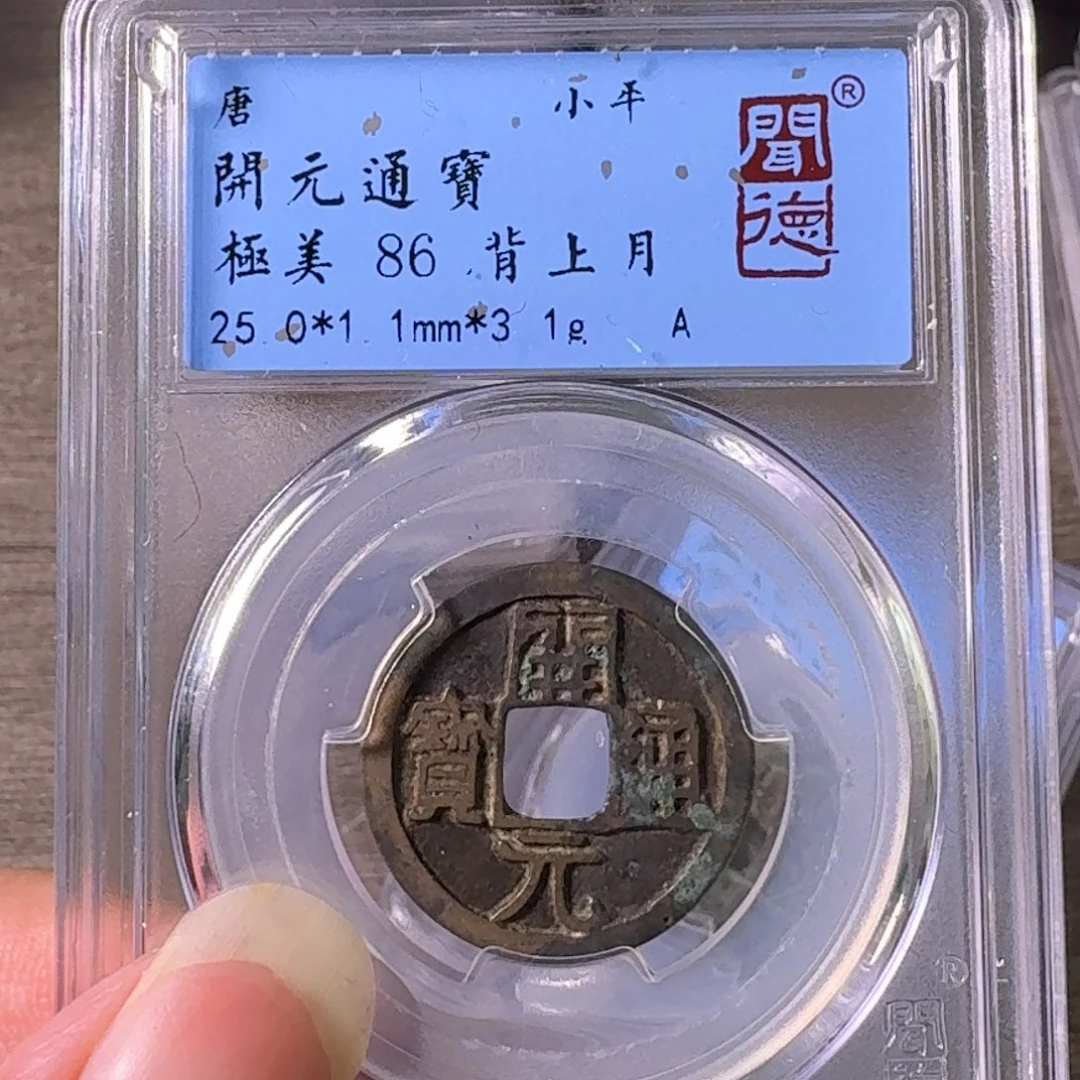 唐 小平
開元通寶
極美 86 背上月
25.0*1.1mm*3.1g A
聞德®
開元通寶
®
聞